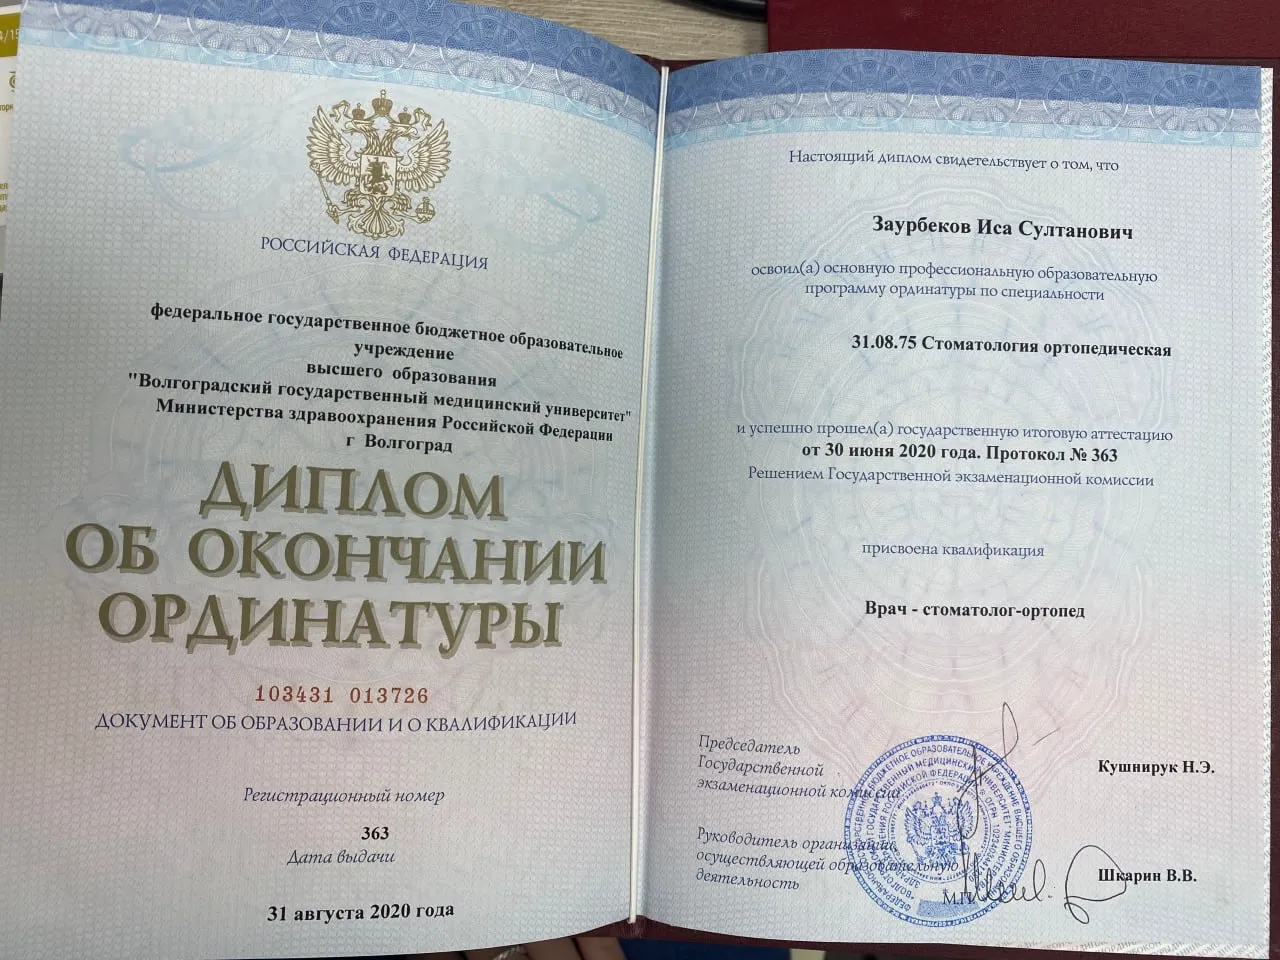 РОССИЙСКАЯ ФЕДЕРАЦИЯ
федеральное государственное бюджетное образовательное
учреждение
высшего образования
"Волгоградский государственный медицинский университет"
Министерства здравоохранения Российской Федерации
г Волгоград
ДИПЛОМ
ОБ ОКОНЧАНИИ
ОРДИНАТУРЫ
103431 013726
ДОКУМЕНТ ОБ ОБРАЗОВАНИИ И О КВАЛИФИКАЦИИ
Регистрационный номер
363
Дата выдачи
31 августа 2020 года
Настоящий диплом свидетельствует о том, что
Заурбеков Иса Султанович
освоил(а) основную профессиональную образовательную
программу ординатуры по специальности
31.08.75 Стоматология ортопедическая
и успешно прошел(а) государственную итоговую аттестацию
от 30 июня 2020 года. Протокол № 363
Решением Государственной экзаменационной комиссии
присвоена квалификация
Врач - стоматолог-ортопед
Председатель
Государственной
экзаменационной комиссии
Кушнирук Н.Э.
Руководитель организации,
осуществляющей образовательную
деятельность
Шкарин В.В.
М.П.